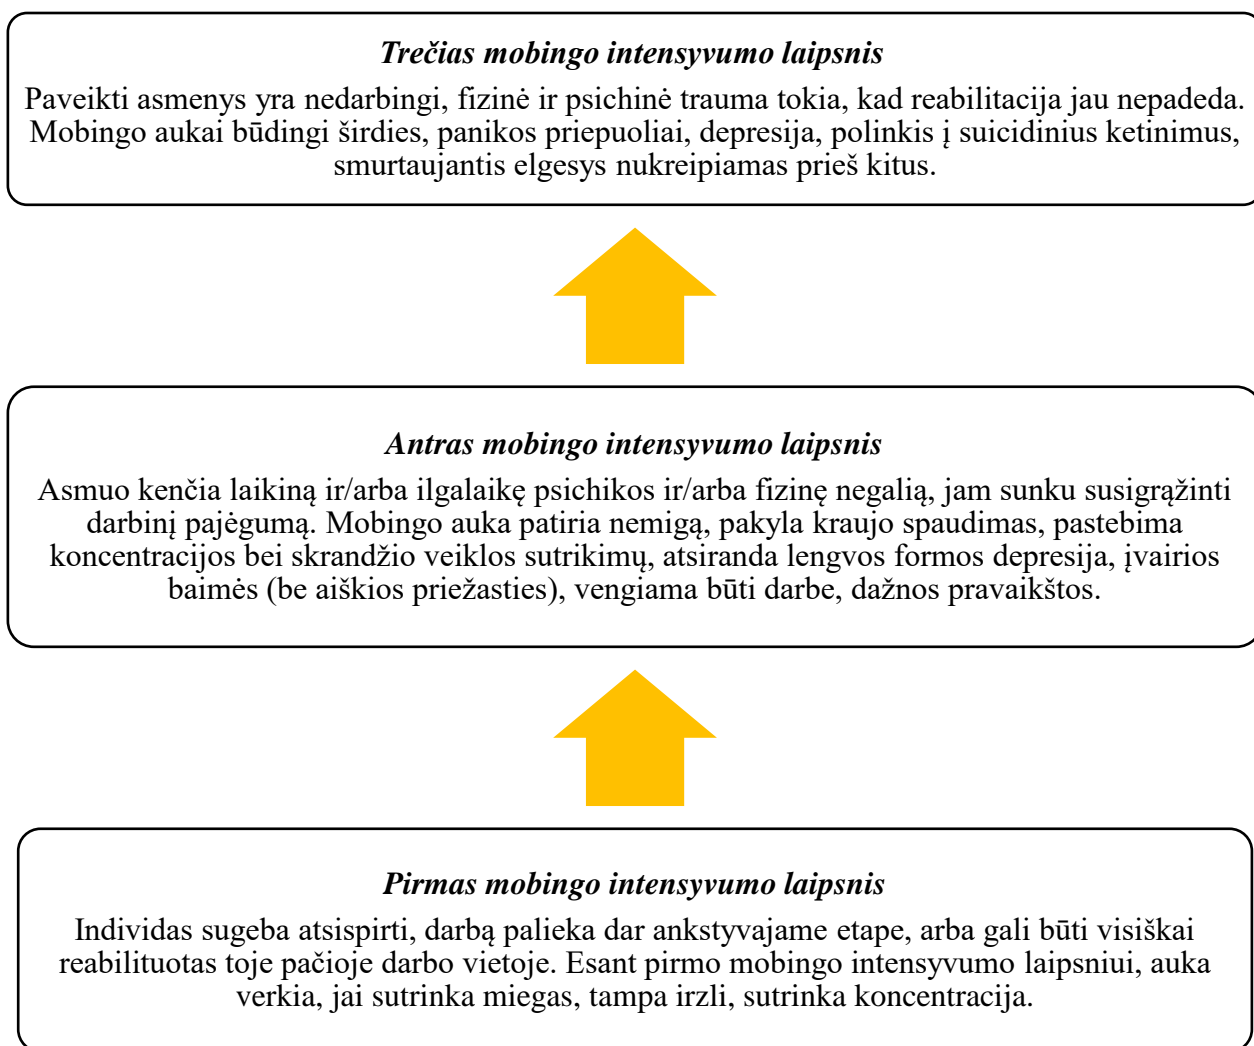 Trečias mobingo intensyvumo laipsnis
Paveikti asmenys yra nedarbingi, fizinė ir psichinė trauma tokia, kad reabilitacija jau nepadeda.
Mobingo aukai būdingi širdies, panikos priepuoliai, depresija, polinkis į suicidinius ketinimus,
smurtaujantis elgesys nukreipiamas prieš kitus.
Antras mobingo intensyvumo laipsnis
Asmuo kenčia laikiną ir/arba ilgalaikę psichikos ir/arba fizinę negalią, jam sunku susigrąžinti
darbinį pajėgumą. Mobingo auka patiria nemigą, pakyla kraujo spaudimas, pastebima
koncentracijos bei skrandžio veiklos sutrikimų, atsiranda lengvos formos depresija, įvairios
baimės (be aiškios priežasties), vengiama būti darbe, dažnos pravaikštos.
Pirmas mobingo intensyvumo laipsnis
Individas sugeba atsispirti, darbą palieka dar ankstyvajame etape, arba gali būti visiškai
reabilituotas toje pačioje darbo vietoje. Esant pirmo mobingo intensyvumo laipsniui, auka
verkia, jai sutrinka miegas, tampa irzli, sutrinka koncentracija.